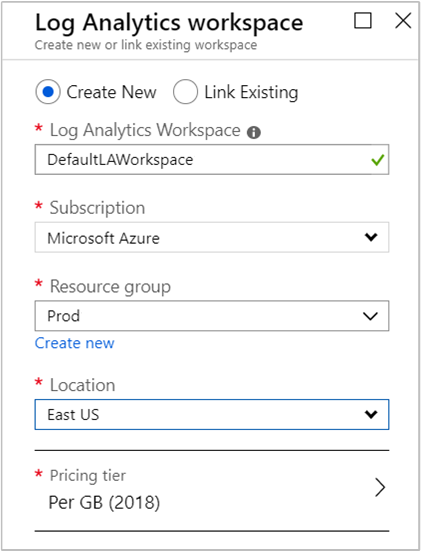 Log Analytics workspace
Create new or link existing workspace
Create New Link Existing
* Log Analytics Workspace
DefaultLAWorkspace
* Subscription
Microsoft Azure
* Resource group
Prod
Create new
* Location
East US
* Pricing tier
Per GB (2018)